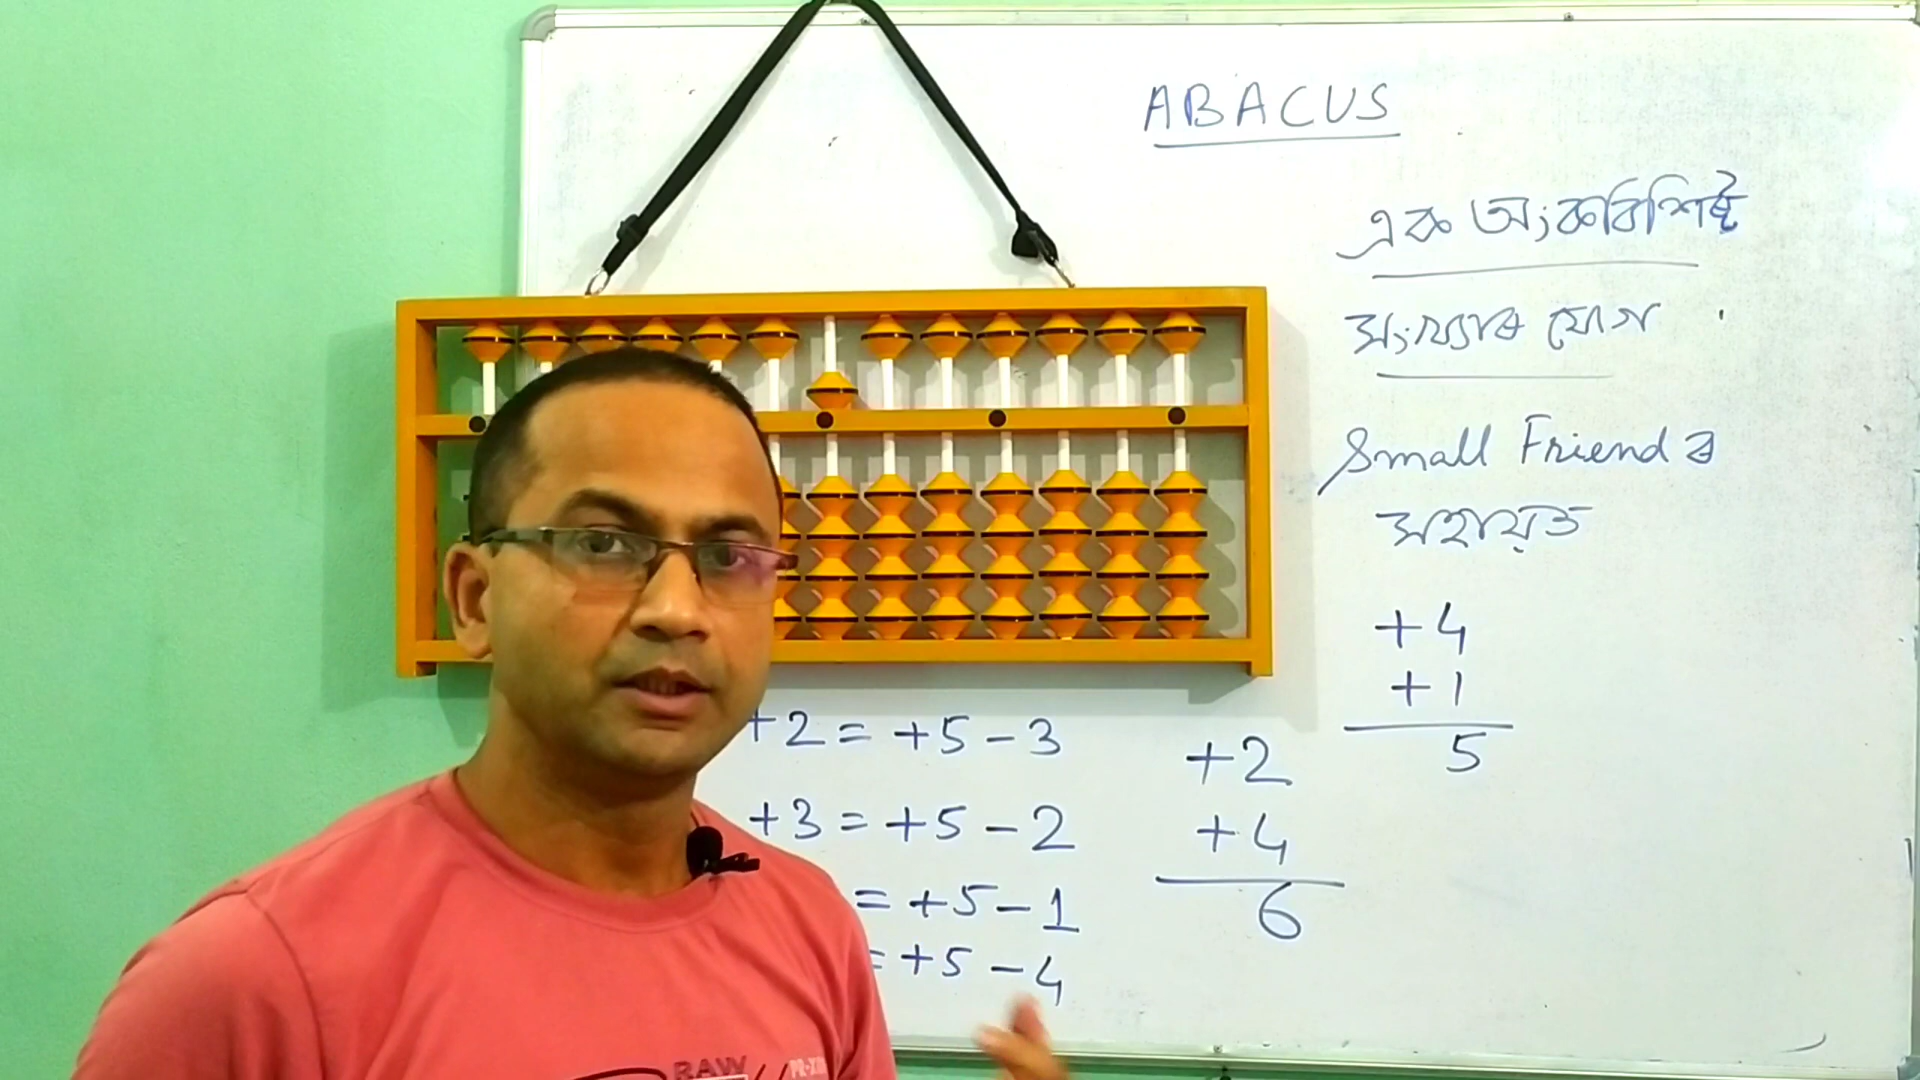 ABACUS
এক অংকবিশিষ্ট
সংখ্যাৰ যোগ
Small Friend ৰ
সহায়ত
+4
+1
5
+2 = +5 - 3
+3 = +5 - 2
= +5 - 1
= +5 - 4
+2
+4
6
RAW